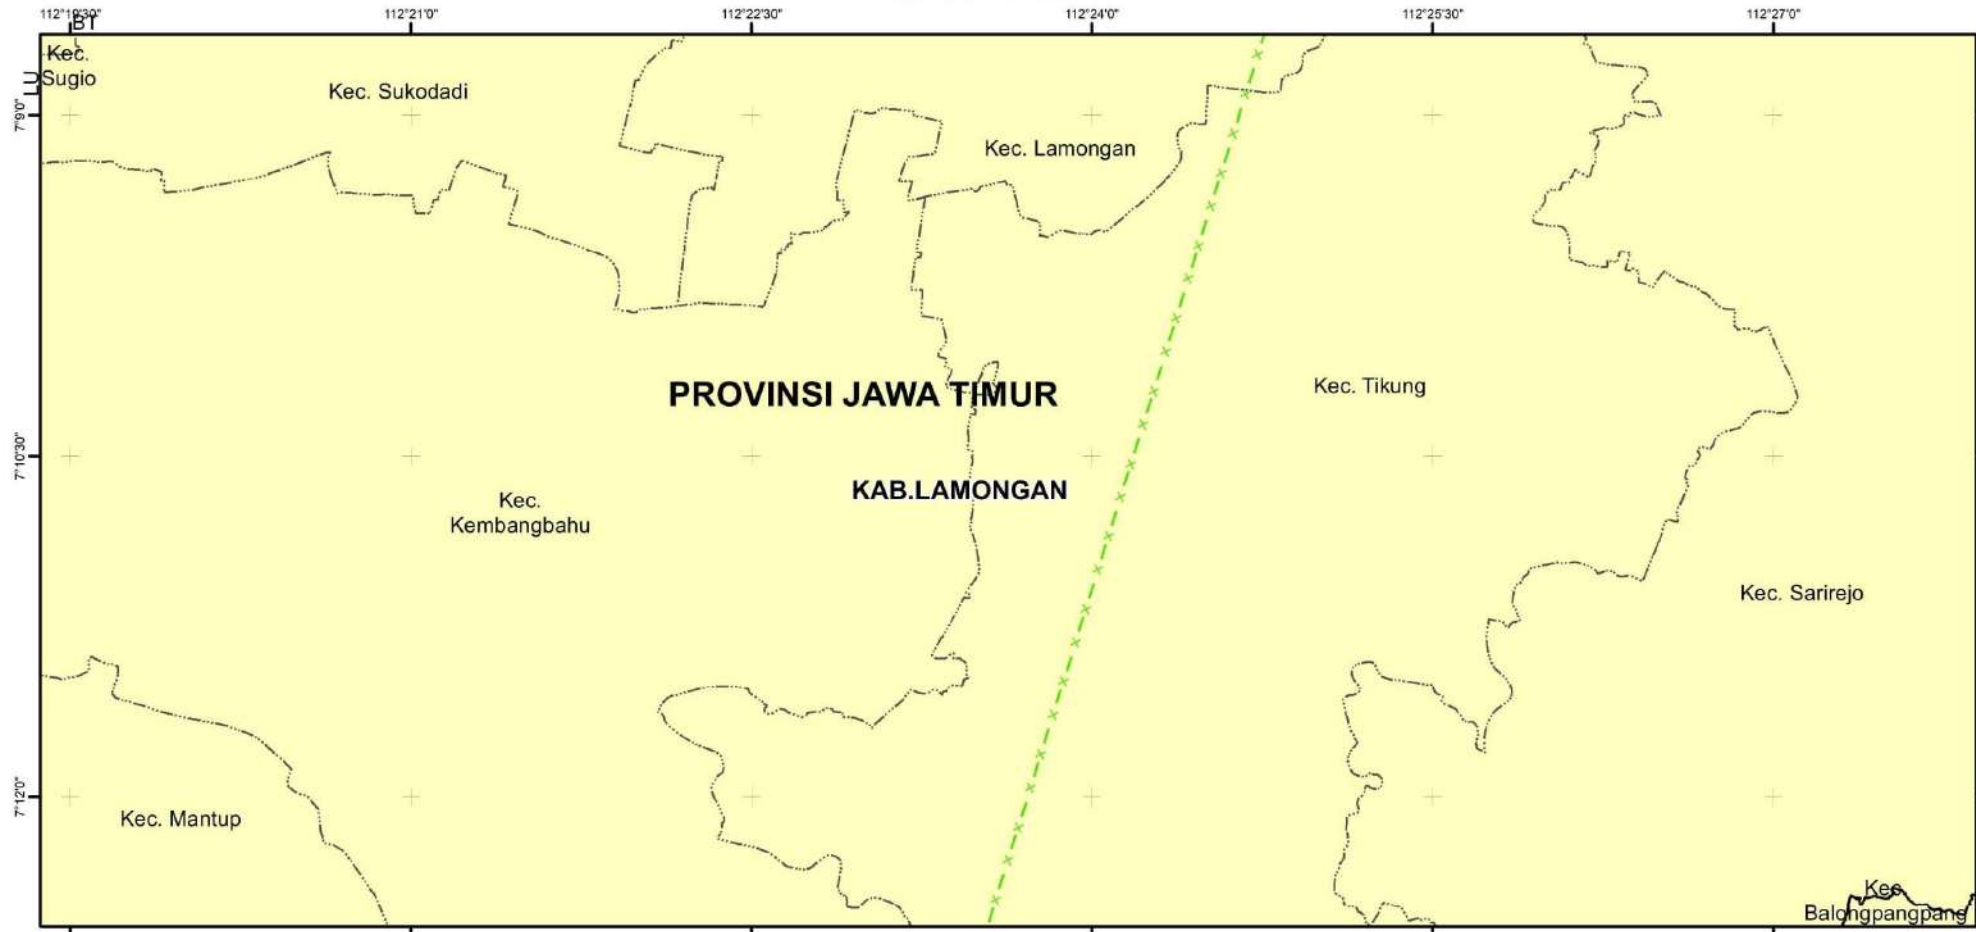 112°19'30"
112°21'0"
112°22'30"
112°24'0"
112°25'30"
112°27'0"
BT
Kec.
Sugio
LU
Kec. Sukodadi
7°9'0"
Kec. Lamongan
Kec. Tikung
PROVINSI JAWA TIMUR
7°10'30"
KAB.LAMONGAN
Kec.
Kembangbahu
Kec. Sarirejo
7°12'0"
Kec. Mantup
Kec.
Balongpangpang